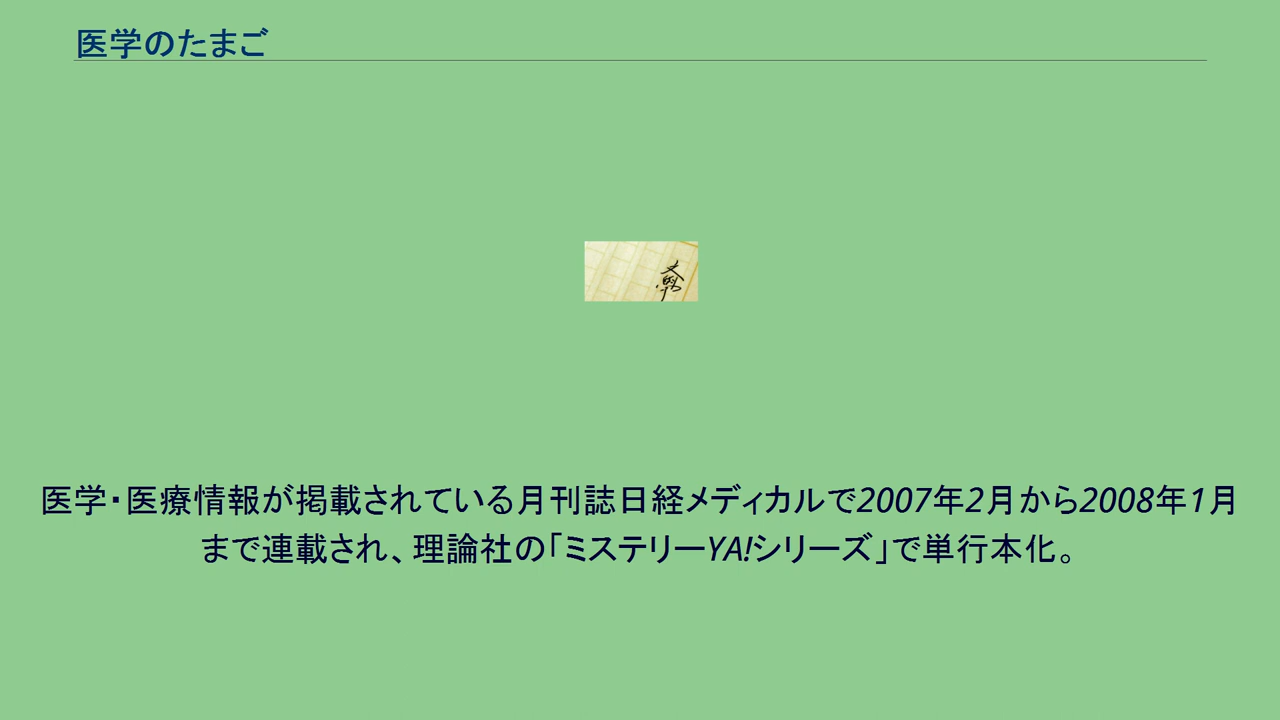 医学のたまご
医学・医療情報が掲載されている月刊誌日経メディカルで2007年2月から2008年1月
まで連載され、理論社の「ミステリーYA!シリーズ」で単行本化。